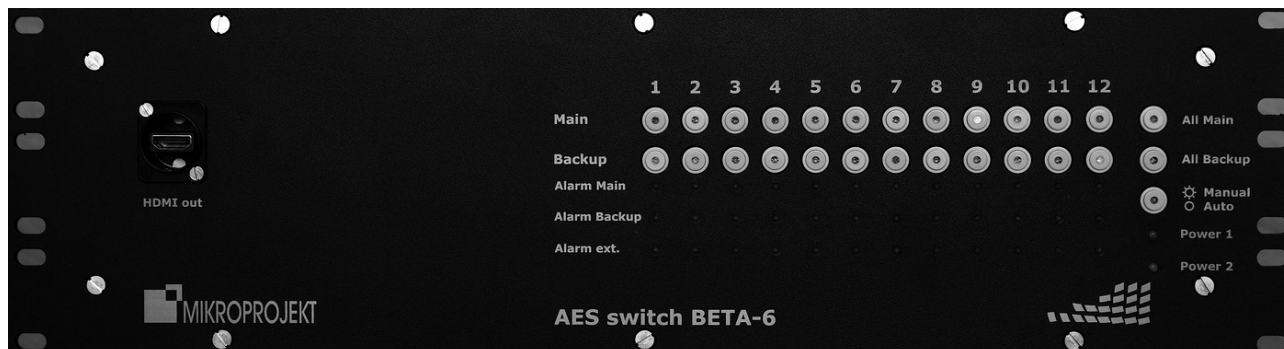 1 2 3 4 5 6 7 8 9 10 11 12
Main All Main
Backup All Backup
Alarm Main Manual
HDMI out Auto
Alarm Backup
Power 1
Alarm ext.
Power 2
MIKROPROJEKT
AES switch BETA-6